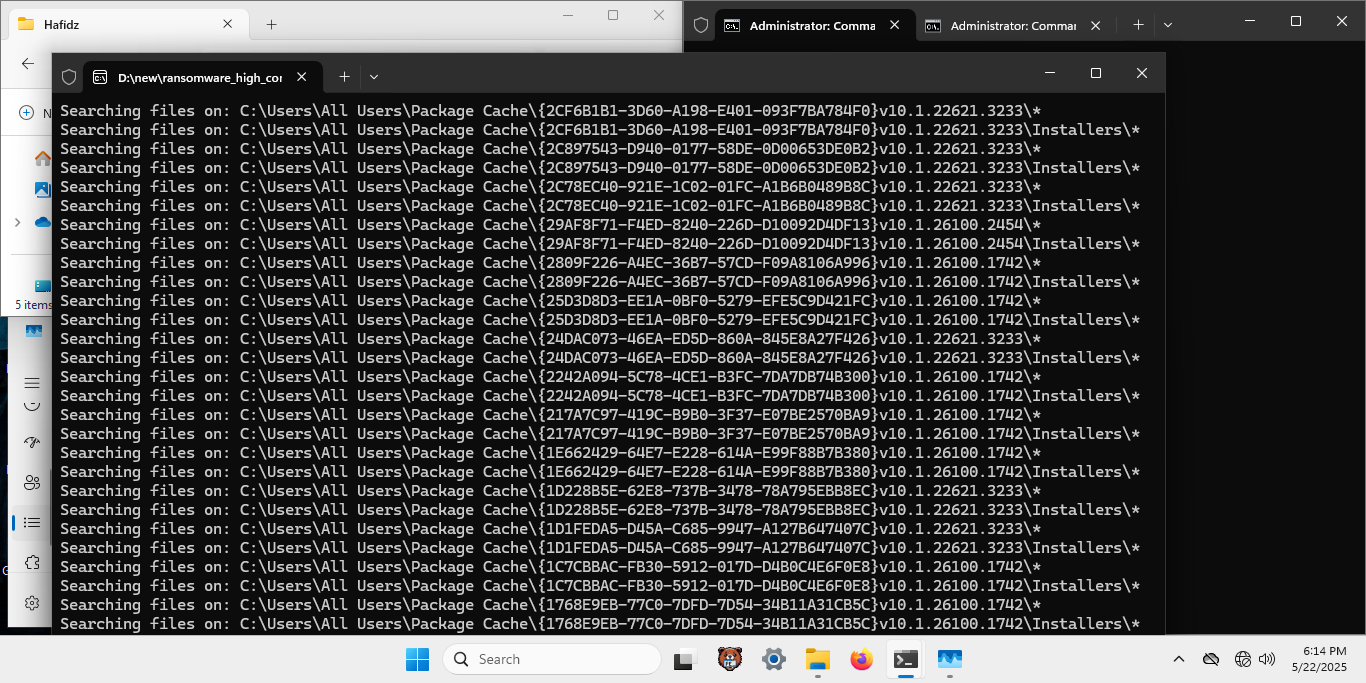 Hafidz
Administrator: Comma
Administrator: Commar
D:\new\ransomware_high_cor
N
5 items
Searching files on: C:\Users\All Users\Package Cache\{2CF6B1B1-3D60-A198-E401-093F7BA784F0}v10.1.22621.3233\*
Searching files on: C:\Users\All Users\Package Cache\{2CF6B1B1-3D60-A198-E401-093F7BA784F0}v10.1.22621.3233\Installers\*
Searching files on: C:\Users\All Users\Package Cache\{2C897543-D940-0177-58DE-0D00653DE0B2}v10.1.22621.3233\*
Searching files on: C:\Users\All Users\Package Cache\{2C897543-D940-0177-58DE-0D00653DE0B2}v10.1.22621.3233\Installers\*
Searching files on: C:\Users\All Users\Package Cache\{2C78EC40-921E-1C02-01FC-A1B6B0489B8C}v10.1.22621.3233\*
Searching files on: C:\Users\All Users\Package Cache\{2C78EC40-921E-1C02-01FC-A1B6B0489B8C}v10.1.22621.3233\Installers\*
Searching files on: C:\Users\All Users\Package Cache\{29AF8F71-F4ED-8240-226D-D10092D4DF13}v10.1.26100.2454\*
Searching files on: C:\Users\All Users\Package Cache\{29AF8F71-F4ED-8240-226D-D10092D4DF13}v10.1.26100.2454\Installers\*
Searching files on: C:\Users\All Users\Package Cache\{2809F226-A4EC-36B7-57CD-F09A8106A996}v10.1.26100.1742\*
Searching files on: C:\Users\All Users\Package Cache\{2809F226-A4EC-36B7-57CD-F09A8106A996}v10.1.26100.1742\Installers\*
Searching files on: C:\Users\All Users\Package Cache\{25D3D8D3-EE1A-0BF0-5279-EFE5C9D421FC}v10.1.26100.1742\*
Searching files on: C:\Users\All Users\Package Cache\{25D3D8D3-EE1A-0BF0-5279-EFE5C9D421FC}v10.1.26100.1742\Installers\*
Searching files on: C:\Users\All Users\Package Cache\{24DAC073-46EA-ED5D-860A-845E8A27F426}v10.1.22621.3233\*
Searching files on: C:\Users\All Users\Package Cache\{24DAC073-46EA-ED5D-860A-845E8A27F426}v10.1.22621.3233\Installers\*
Searching files on: C:\Users\All Users\Package Cache\{2242A094-5C78-4CE1-B3FC-7DA7DB74B300}v10.1.26100.1742\*
Searching files on: C:\Users\All Users\Package Cache\{2242A094-5C78-4CE1-B3FC-7DA7DB74B300}v10.1.26100.1742\Installers\*
Searching files on: C:\Users\All Users\Package Cache\{217A7C97-419C-B9B0-3F37-E07BE2570BA9}v10.1.26100.1742\*
Searching files on: C:\Users\All Users\Package Cache\{217A7C97-419C-B9B0-3F37-E07BE2570BA9}v10.1.26100.1742\Installers\*
Searching files on: C:\Users\All Users\Package Cache\{1E662429-64E7-E228-614A-E99F88B7B380}v10.1.26100.1742\*
Searching files on: C:\Users\All Users\Package Cache\{1E662429-64E7-E228-614A-E99F88B7B380}v10.1.26100.1742\Installers\*
Searching files on: C:\Users\All Users\Package Cache\{1D228B5E-62E8-737B-3478-78A795EBB8EC}v10.1.22621.3233\*
Searching files on: C:\Users\All Users\Package Cache\{1D228B5E-62E8-737B-3478-78A795EBB8EC}v10.1.22621.3233\Installers\*
Searching files on: C:\Users\All Users\Package Cache\{1D1FEDA5-D45A-C685-9947-A127B647407C}v10.1.22621.3233\*
Searching files on: C:\Users\All Users\Package Cache\{1D1FEDA5-D45A-C685-9947-A127B647407C}v10.1.22621.3233\Installers\*
Searching files on: C:\Users\All Users\Package Cache\{1C7CBBAC-FB30-5912-017D-D4B0C4E6F0E8}v10.1.26100.1742\*
Searching files on: C:\Users\All Users\Package Cache\{1C7CBBAC-FB30-5912-017D-D4B0C4E6F0E8}v10.1.26100.1742\Installers\*
Searching files on: C:\Users\All Users\Package Cache\{1768E9EB-77C0-7DFD-7D54-34B11A31CB5C}v10.1.26100.1742\*
Searching files on: C:\Users\All Users\Package Cache\{1768E9EB-77C0-7DFD-7D54-34B11A31CB5C}v10.1.26100.1742\Installers\*
Search
6:14 PM
5/22/2025